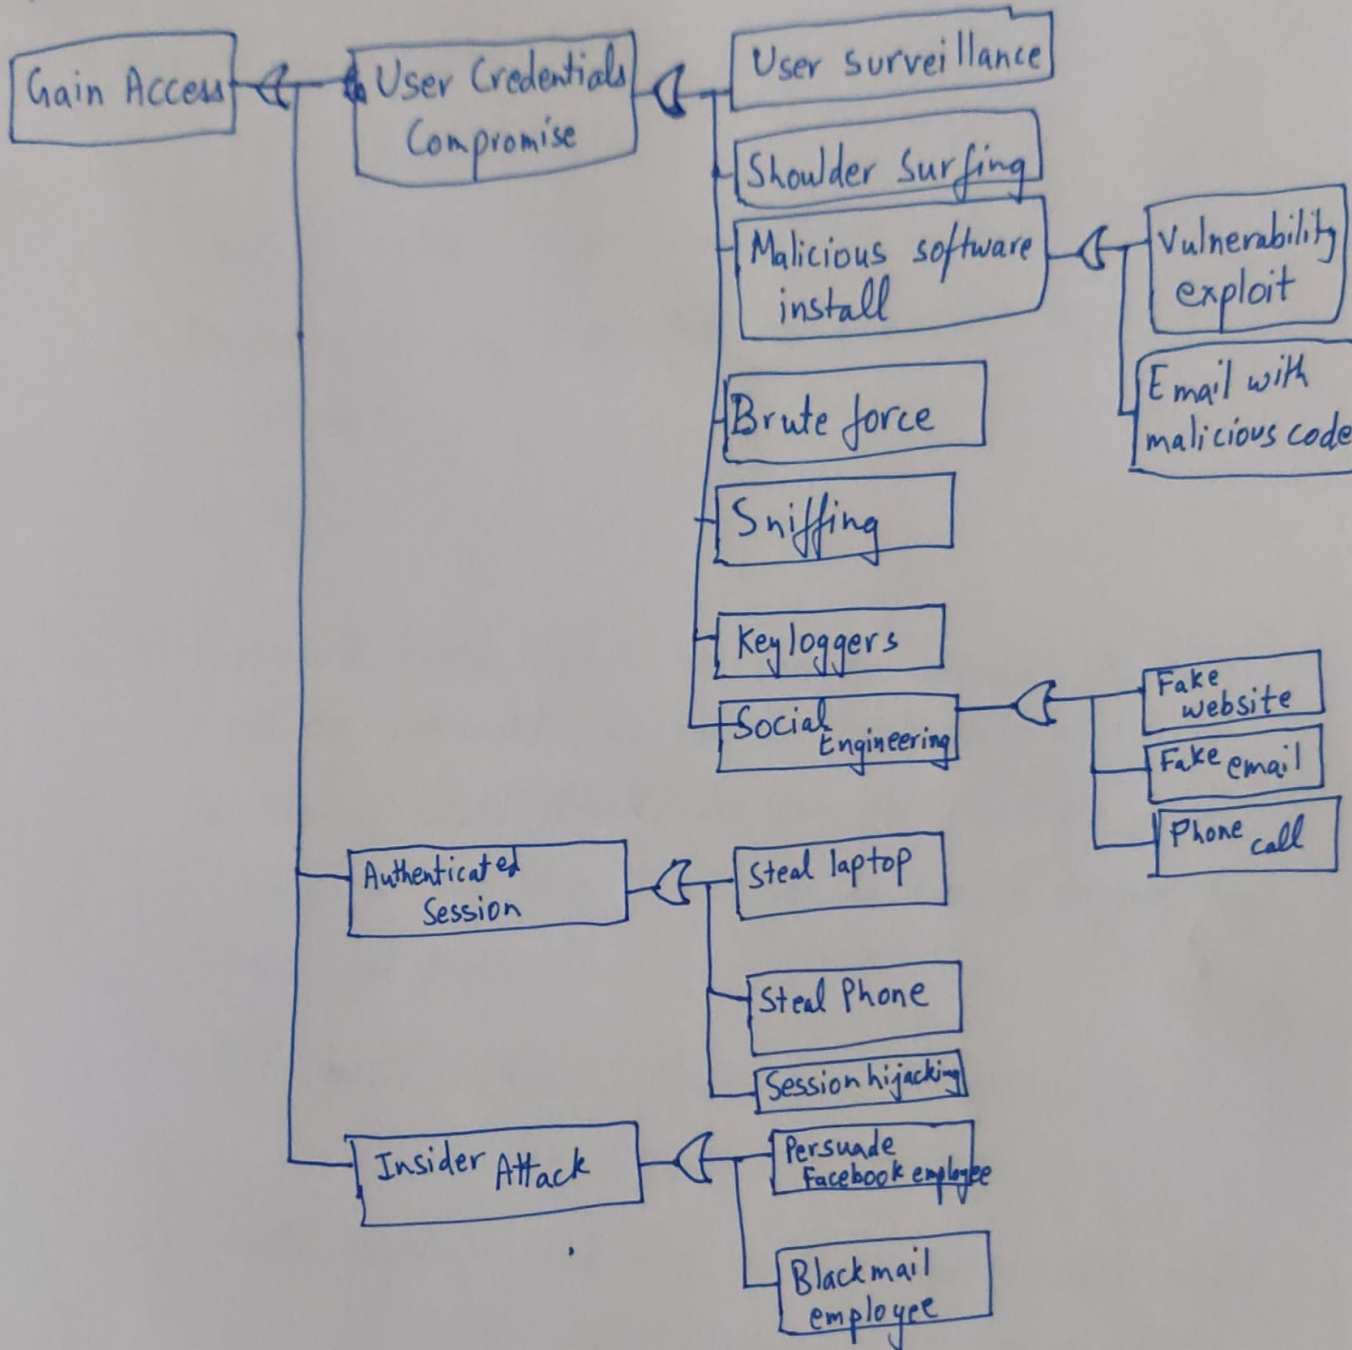 Gain Access
User Credentials
Compromise
User surveillance
Shoulder Surfing
Malicious software
install
Vulnerability
exploit
Email with
malicious code
Brute force
Sniffing
Keyloggers
Social
Engineering
Fake
website
Fake email
Phone call
Authenticated
Session
Steal laptop
Steal Phone
Session hijacking
Insider Attack
Persuade
Facebook employee
Blackmail
employee